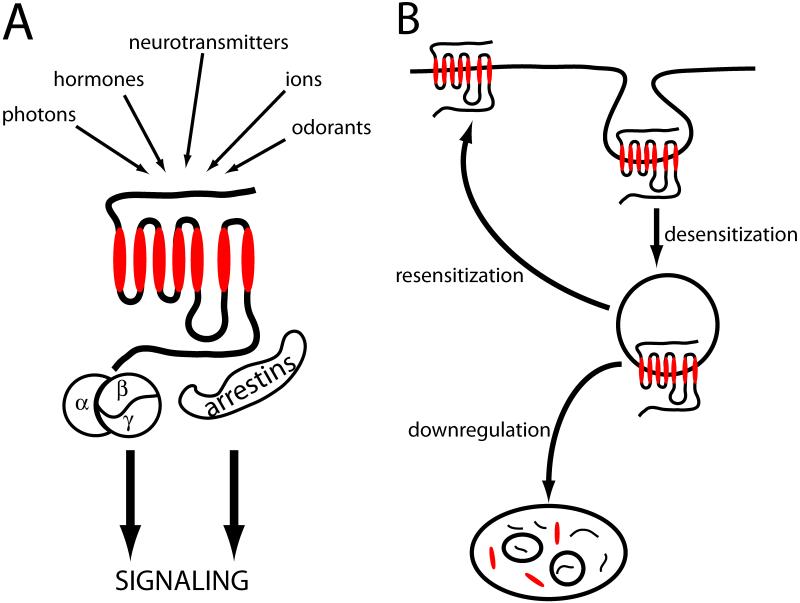 A
neurotransmitters
hormones
ions
photons
odorants
α
β
γ
arrestins
SIGNALING
B
desensitization
resensitization
downregulation